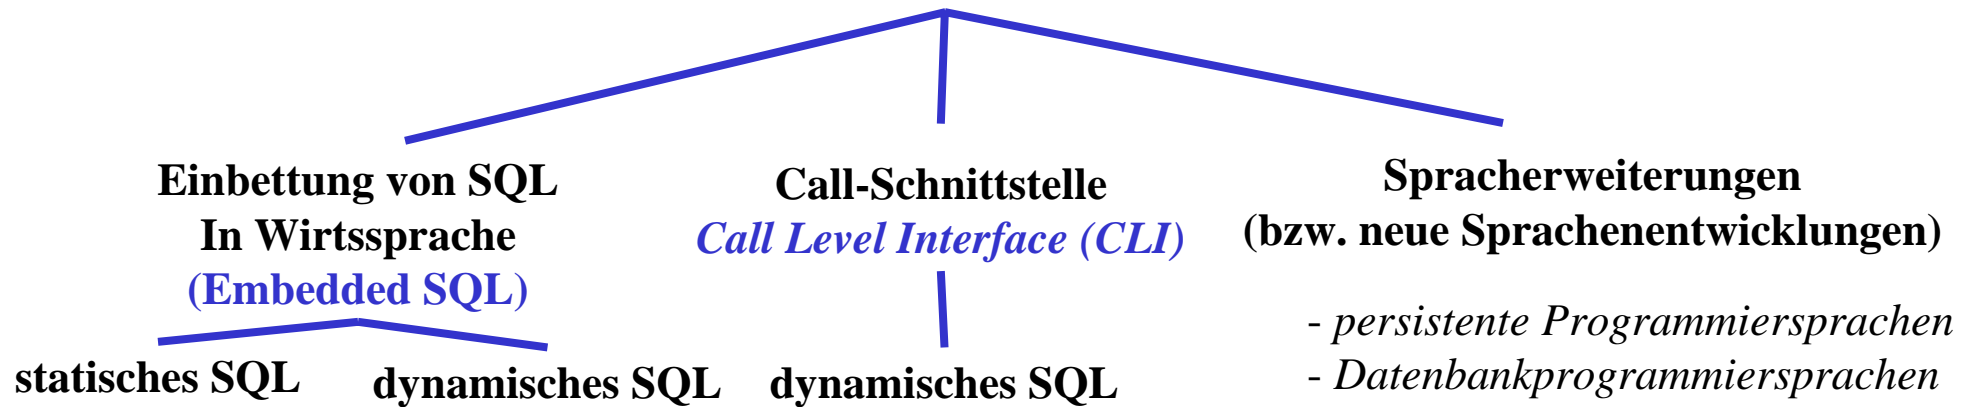 Einbettung von SQL
In Wirtssprache
(Embedded SQL)
statisches SQL
dynamisches SQL
Call-Schnittstelle
Call Level Interface (CLI)
dynamisches SQL
Spracherweiterungen
(bzw. neue Sprachenentwicklungen)
- persistente Programmiersprachen
- Datenbankprogrammiersprachen